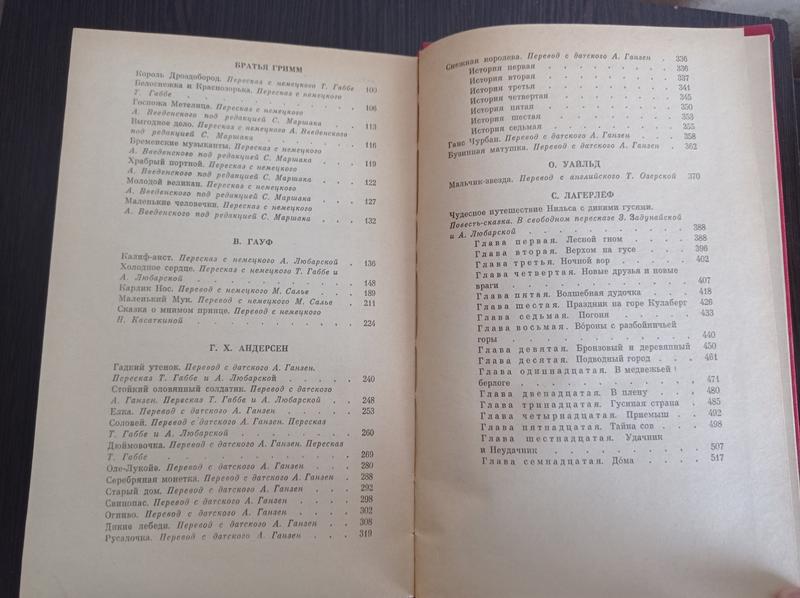 БРАТЬЯ ГРИММ
Король Дроздобород. Пересказ с немецкого Т. Габбе 100
Белоснежка и Краснозорька. Пересказ с немецкого
Т. Габбе . . . . . . . . . . 106
Госпожа Метелица. Пересказ с немецкого
А. Введенского под редакцией С. Маршака . . . 113
Выгодное дело. Пересказ с немецкого А. Введенского
под редакцией С. Маршака . . . . 116
Бременские музыканты. Пересказ с немецкого
А. Введенского под редакцией С. Маршака . . . 119
Храбрый портной. Пересказ с немецкого
А. Введенского под редакцией С. Маршака . . . 122
Молодой великан. Пересказ с немецкого
А. Введенского под редакцией С. Маршака . . . 127
Маленькие человечки. Пересказ с немецкого
А. Введенского под редакцией С. Маршака . . . 132
В. ГАУФ
Калиф-аист. Пересказ с немецкого А. Любарской . 136
Холодное сердце. Пересказ с немецкого Т. Габбе и
А. Любарской . . . . . . . . . 148
Карлик Нос. Перевод с немецкого М. Салье . . . 189
Маленький Мук. Перевод с немецкого М. Салье . . 211
Сказка о мнимом принце. Перевод с немецкого
Н. Касаткиной . . . . . . . . . 224
Г. Х. АНДЕРСЕН
Гадкий утенок. Перевод с датского А. Ганзен.
Пересказ Т. Габбе и А. Любарской . . . . . 240
Стойкий оловянный солдатик. Перевод с датского
А. Ганзен. Пересказ Т. Габбе и А. Любарской . . 248
Елка. Перевод с датского А. Ганзен . . . . . 253
Соловей. Перевод с датского А. Ганзен. Пересказ
Т. Габбе и А. Любарской . . . . . . . 260
Дюймовочка. Перевод с датского А. Ганзен. Пересказ
Т. Габбе . . . . . . . . . . 269
Оле-Лукойе. Перевод с датского А. Ганзен . . . 280
Серебряная монетка. Перевод с датского А. Ганзен . 288
Старый дом. Перевод с датского А. Ганзен . . . 292
Свинопас. Перевод с датского А. Ганзен . . . . 298
Огниво. Перевод с датского А. Ганзен . . . . 302
Дикие лебеди. Перевод с датского А. Ганзен . . . 308
Русалочка. Перевод с датского А. Ганзен . . . 319
Снежная королева. Перевод с датского А. Ганзен . 336
История первая . . . . . . . . 336
История вторая . . . . . . . . 337
История третья . . . . . . . . 341
История четвертая . . . . . . . 345
История пятая . . . . . . . . 350
История шестая . . . . . . . . 353
История седьмая . . . . . . . . 355
Ганс Чурбан. Перевод с датского А. Ганзен . . . 358
Бузинная матушка. Перевод с датского А. Ганзен . . 362
О. УАЙЛЬД
Мальчик-звезда. Перевод с английского Т. Озерской 370
С. ЛАГЕРЛЁФ
Чудесное путешествие Нильса с дикими гусями.
Повесть-сказка. В свободном пересказе З. Задунайской
и А. Любарской . . . . . . . . . 388
Глава первая. Лесной гном . . . . 388
Глава вторая. Верхом на гусе . . . . 396
Глава третья. Ночной вор . . . . . 402
Глава четвертая. Новые друзья и новые
враги . . . . . . . . . . 407
Глава пятая. Волшебная дудочка . . . 418
Глава шестая. Праздник на горе Кулаберг 426
Глава седьмая. Погоня . . . . . 433
Глава восьмая. Во́роны с разбойничьей
горы . . . . . . . . . . 440
Глава девятая. Бронзовый и деревянный 450
Глава десятая. Подводный город . . . 461
Глава одиннадцатая. В медвежьей
берлоге . . . . . . . . . 471
Глава двенадцатая. В плену . . . . 480
Глава тринадцатая. Гусиная страна . . 485
Глава четырнадцатая. Приемыш . . . 492
Глава пятнадцатая. Тайна сов . . . 498
Глава шестнадцатая. Удачник
и Неудачник . . . . . . . . 507
Глава семнадцатая. До́ма . . . . 517